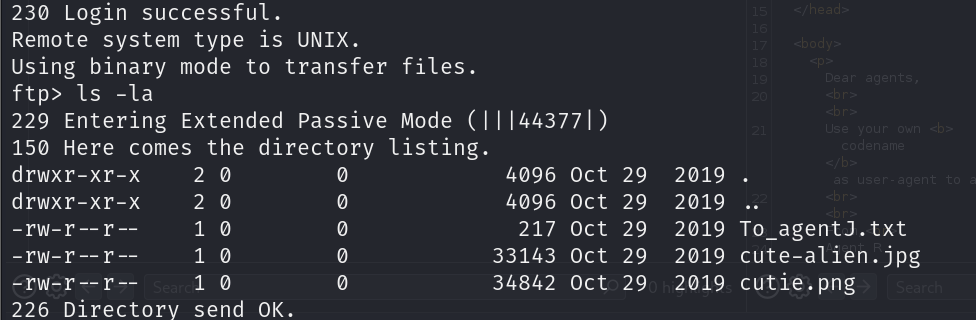 230 Login successful.
Remote system type is UNIX.
Using binary mode to transfer files.
ftp> ls -la
229 Entering Extended Passive Mode (|||44377|)
150 Here comes the directory listing.
drwxr-xr-x    2 0        0            4096 Oct 29  2019 .
drwxr-xr-x    2 0        0            4096 Oct 29  2019 ..
-rw-r--r--    1 0        0             217 Oct 29  2019 To_agentJ.txt
-rw-r--r--    1 0        0           33143 Oct 29  2019 cute-alien.jpg
-rw-r--r--    1 0        0           34842 Oct 29  2019 cutie.png
226 Directory send OK.
15 </head>
16
17 <body>
18 <p>
19 Dear agents,
20 <br>
<br>
21 Use your own <b>
codename
</b>
as user-agent to
22 <br>
<br>
Agent R
Search
Search